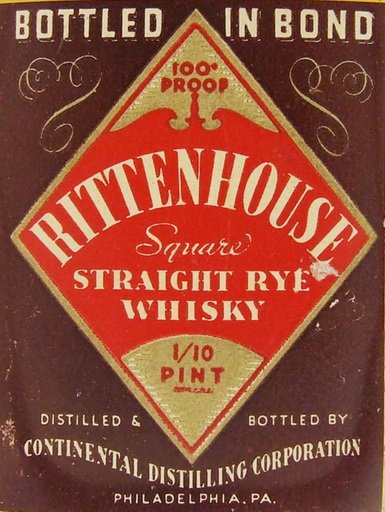 BOTTLED IN BOND
100° PROOF
RITTENHOUSE
Square
STRAIGHT RYE
WHISKY
1/10
PINT
DISTILLED & BOTTLED BY
CONTINENTAL DISTILLING CORPORATION
PHILADELPHIA, PA.